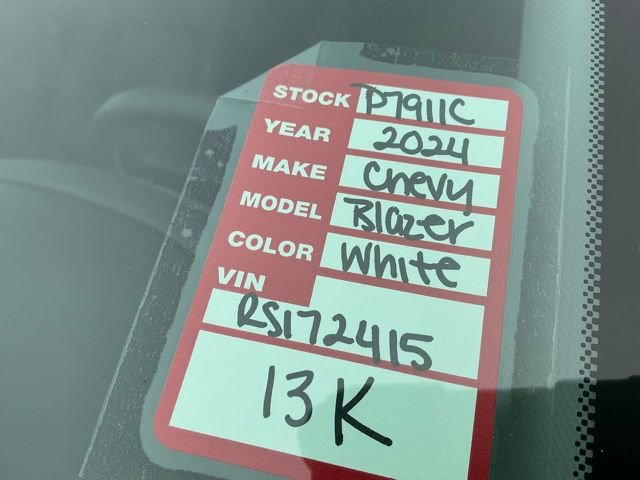 STOCK P7911C
YEAR 2024
MAKE Chevy
MODEL Blazer
COLOR White
VIN
RS172415
13K